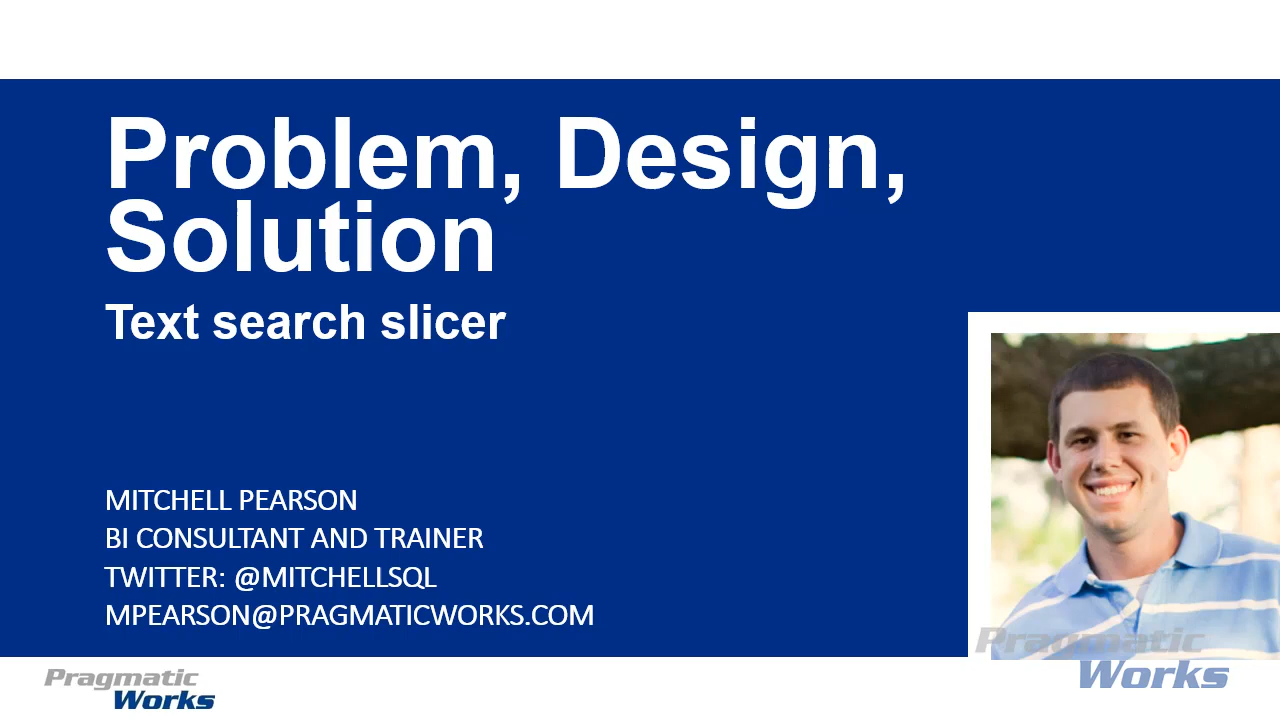 Problem, Design,
Solution
Text search slicer
MITCHELL PEARSON
BI CONSULTANT AND TRAINER
TWITTER: @MITCHELLSQL
MPEARSON@PRAGMATICWORKS.COM
Pragmatic
Works
Pragmatic
Works